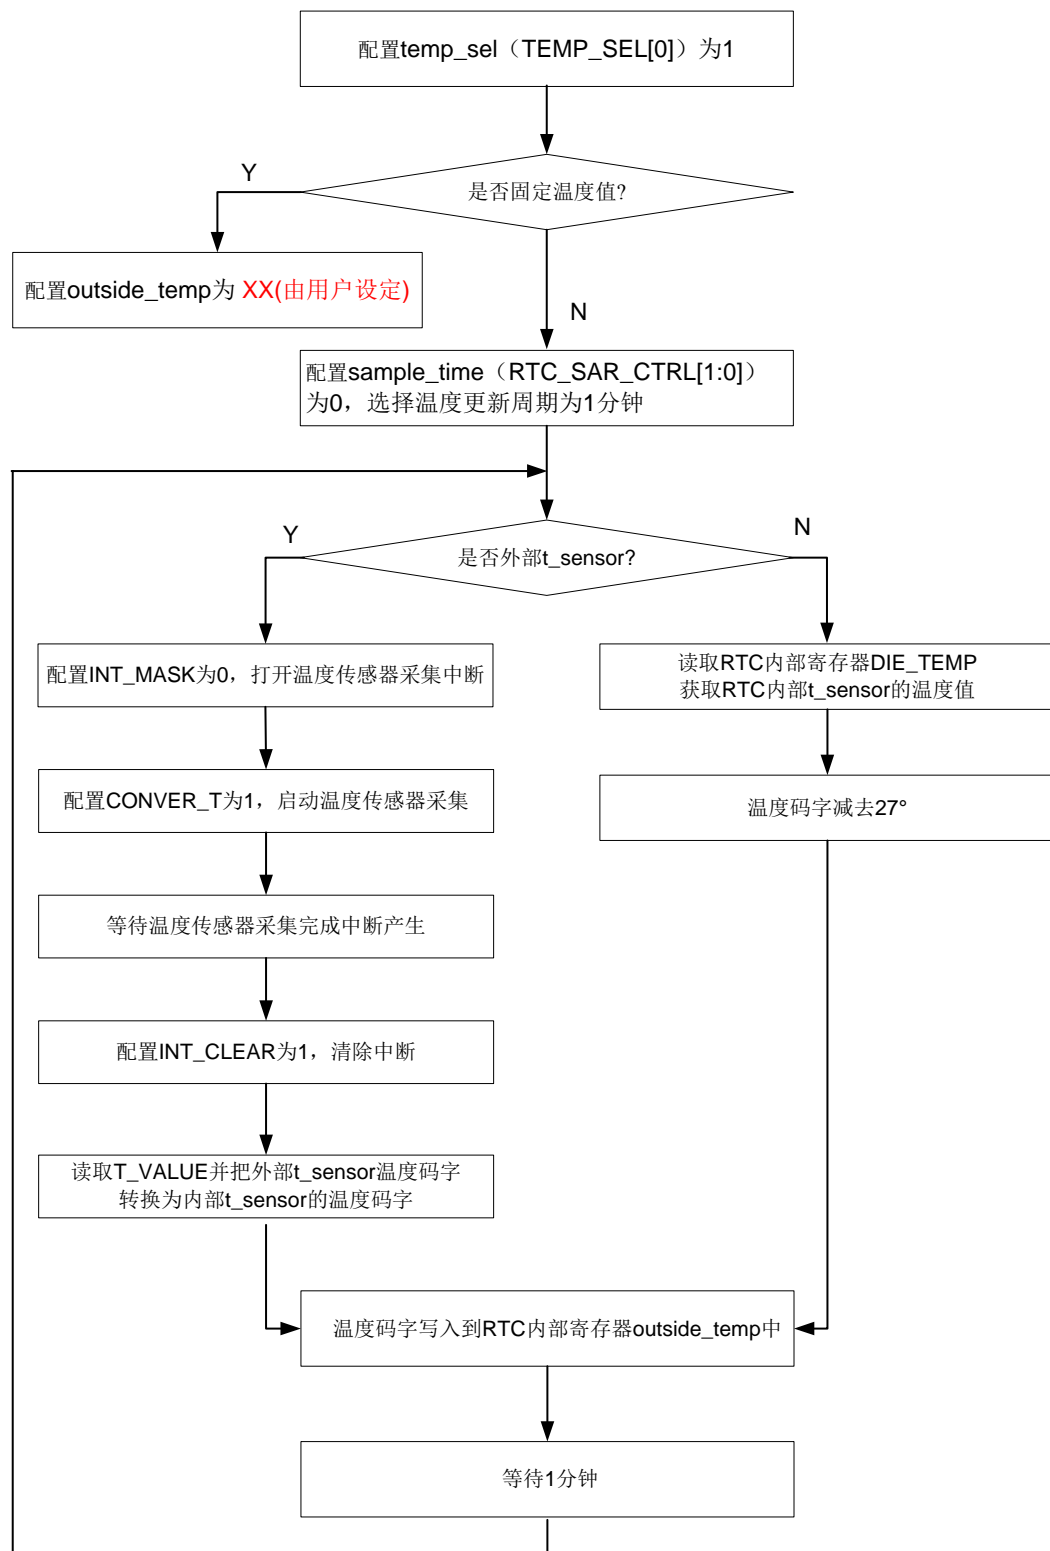 配置temp_sel（TEMP_SEL[0]）为1
Y
是否固定温度值?
配置outside_temp为 XX(由用户设定)
N
配置sample_time（RTC_SAR_CTRL[1:0]）
为0，选择温度更新周期为1分钟
Y
N
是否外部t_sensor?
配置INT_MASK为0，打开温度传感器采集中断
读取RTC内部寄存器DIE_TEMP
获取RTC内部t_sensor的温度值
配置CONVER_T为1，启动温度传感器采集
温度码字减去27°
等待温度传感器采集完成中断产生
配置INT_CLEAR为1，清除中断
读取T_VALUE并把外部t_sensor温度码字
转换为内部t_sensor的温度码字
温度码字写入到RTC内部寄存器outside_temp中
等待1分钟